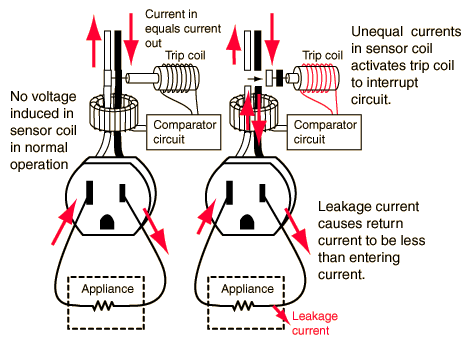 Current in
equals current
out
Trip coil
No voltage
induced in
sensor coil
in normal
operation
Comparator
circuit
Appliance
Unequal currents
in sensor coil
activates trip coil
to interrupt
circuit.
Trip coil
Comparator
circuit
Leakage current
causes return
current to be less
than entering
current.
Appliance
Leakage
current